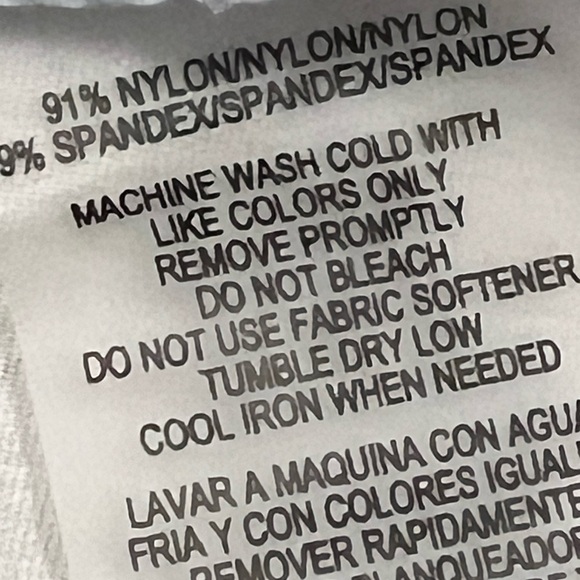 91% NYLON/NYLON/NYLON
9% SPANDEX/SPANDEX/SPANDEX
MACHINE WASH COLD WITH
LIKE COLORS ONLY
REMOVE PROMPTLY
DO NOT BLEACH
DO NOT USE FABRIC SOFTENER
TUMBLE DRY LOW
COOL IRON WHEN NEEDED
LAVAR A MAQUINA CON AGUA
FRIA Y CON COLORES IGUAL
REMOVER RAPIDAMENTE
BLANQUEADOR